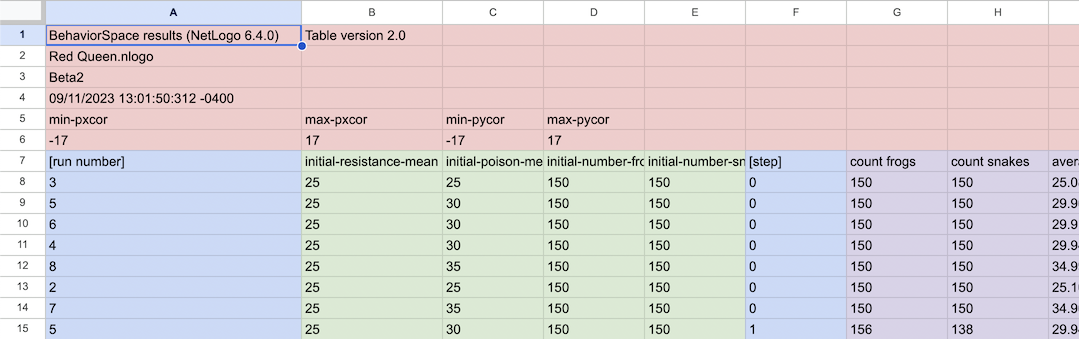 A B C D E F G H
1 BehaviorSpace results (NetLogo 6.4.0) Table version 2.0
2 Red Queen.nlogo
3 Beta2
4 09/11/2023 13:01:50:312 -0400
5 min-pxcor max-pxcor min-pycor max-pycor
6 -17 17 -17 17
7 [run number] initial-resistance-mean initial-poison-me initial-number-fro initial-number-sn [step] count frogs count snakes avera
8 3 25 25 150 150 0 150 150 25.0
9 5 25 30 150 150 0 150 150 29.9
10 6 25 30 150 150 0 150 150 29.9
11 4 25 30 150 150 0 150 150 29.9
12 8 25 35 150 150 0 150 150 34.9
13 2 25 25 150 150 0 150 150 25.1
14 7 25 35 150 150 0 150 150 34.9
15 5 25 30 150 150 1 156 138 29.9